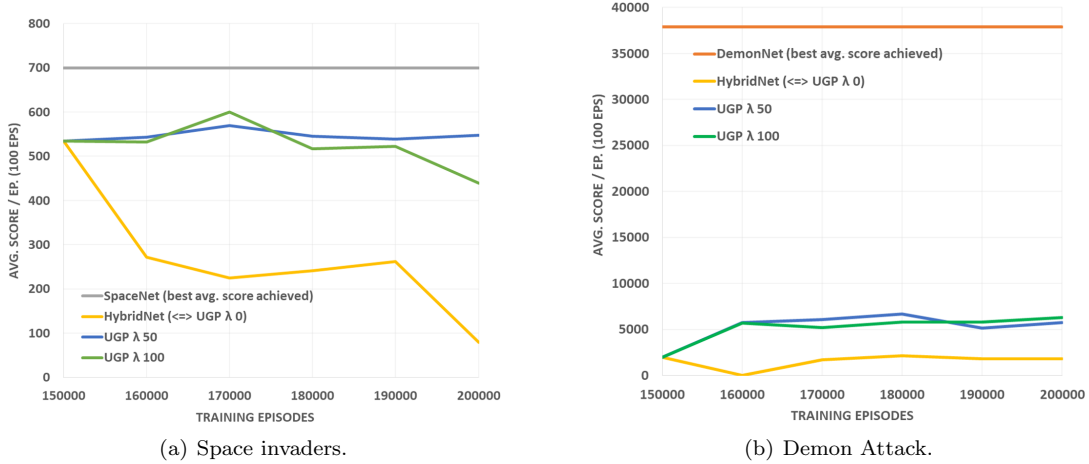 800
700
600
500
400
300
200
100
0
AVG. SCORE / EP. (100 EPS)
SpaceNet (best avg. score achieved)
HybridNet (<=> UGP λ 0)
UGP λ 50
UGP λ 100
150000 160000 170000 180000 190000 200000
TRAINING EPISODES
(a) Space invaders.
40000
35000
30000
25000
20000
15000
10000
5000
0
AVG. SCORE / EP. (100 EPS)
DemonNet (best avg. score achieved)
HybridNet (<=> UGP λ 0)
UGP λ 50
UGP λ 100
150000 160000 170000 180000 190000 200000
TRAINING EPISODES
(b) Demon Attack.